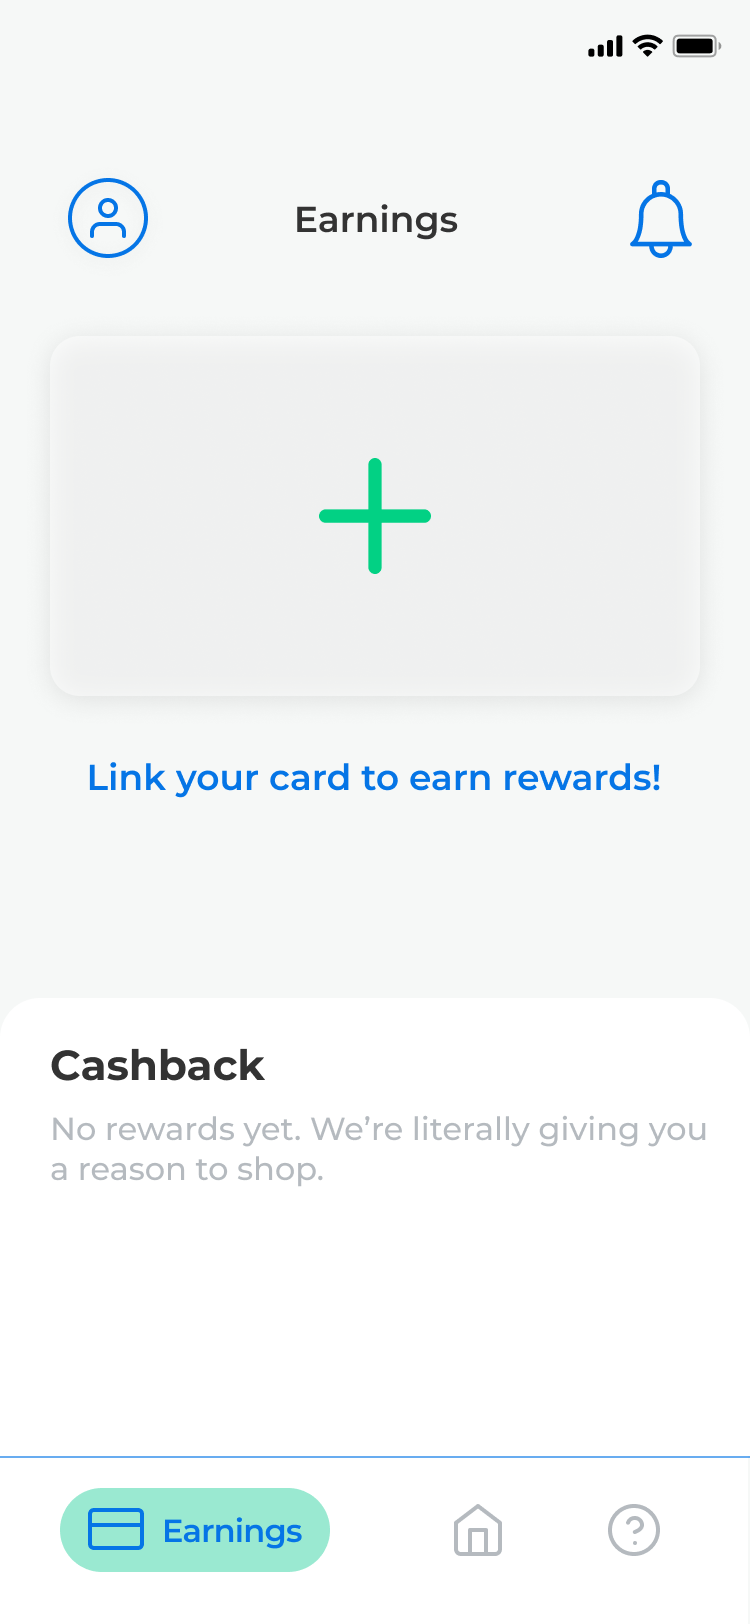 Earnings
Link your card to earn rewards!
Cashback
No rewards yet. We’re literally giving you
a reason to shop.
Earnings